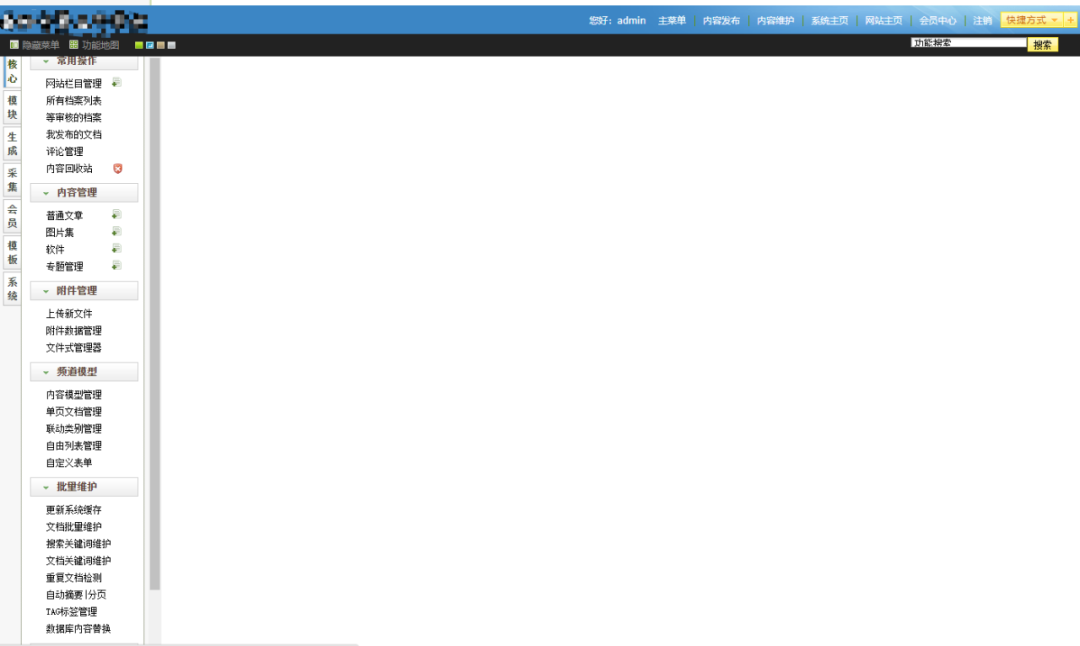 您好：admin 主菜单 内容发布 内容维护 系统主页 网站主页 会员中心 注销 快捷方式 +
隐藏菜单 功能地图
功能搜索 搜索
核心
模块
生成
采集
会员
模板
系统
常用操作
网站栏目管理
所有档案列表
等审核的档案
我发布的文档
评论管理
内容回收站
内容管理
普通文章
图片集
软件
专题管理
附件管理
上传新文件
附件数据管理
文件式管理器
频道模型
内容模型管理
单页文档管理
联动类别管理
自由列表管理
自定义表单
批量维护
更新系统缓存
文档批量维护
搜索关键词维护
文档关键词维护
重复文档检测
自动摘要|分页
TAG标签管理
数据库内容替换